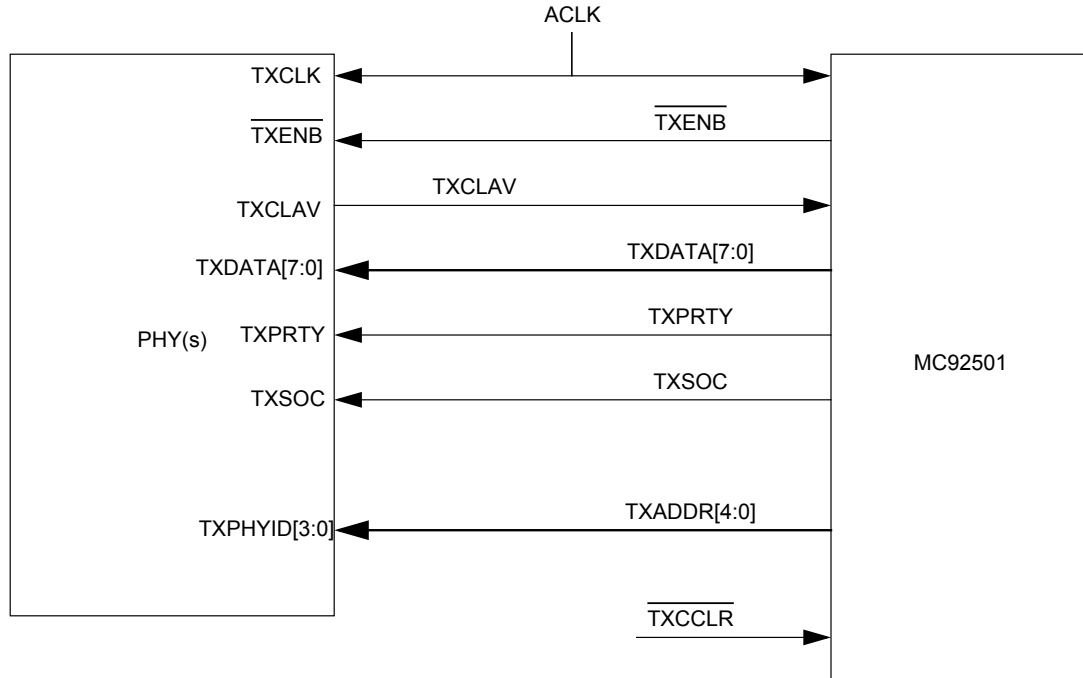 ACLK
TXCLK
TXENB
TXENB
TXCLAV
TXCLAV
TXDATA[7:0]
TXDATA[7:0]
PHY(s)
TXPRTY
TXPRTY
MC92501
TXSOC
TXSOC
TXPHYID[3:0]
TXADDR[4:0]
TXCCLR